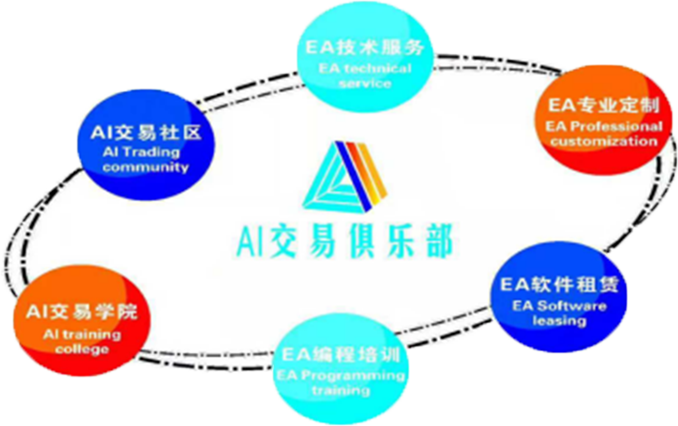 EA技术服务
EA technical
service
EA专业定制
EA Professional
customization
AI交易社区
AI Trading
community
AI交易俱乐部
EA软件租赁
EA Software
leasing
AI交易学院
AI training
college
EA编程培训
EA Programming
training